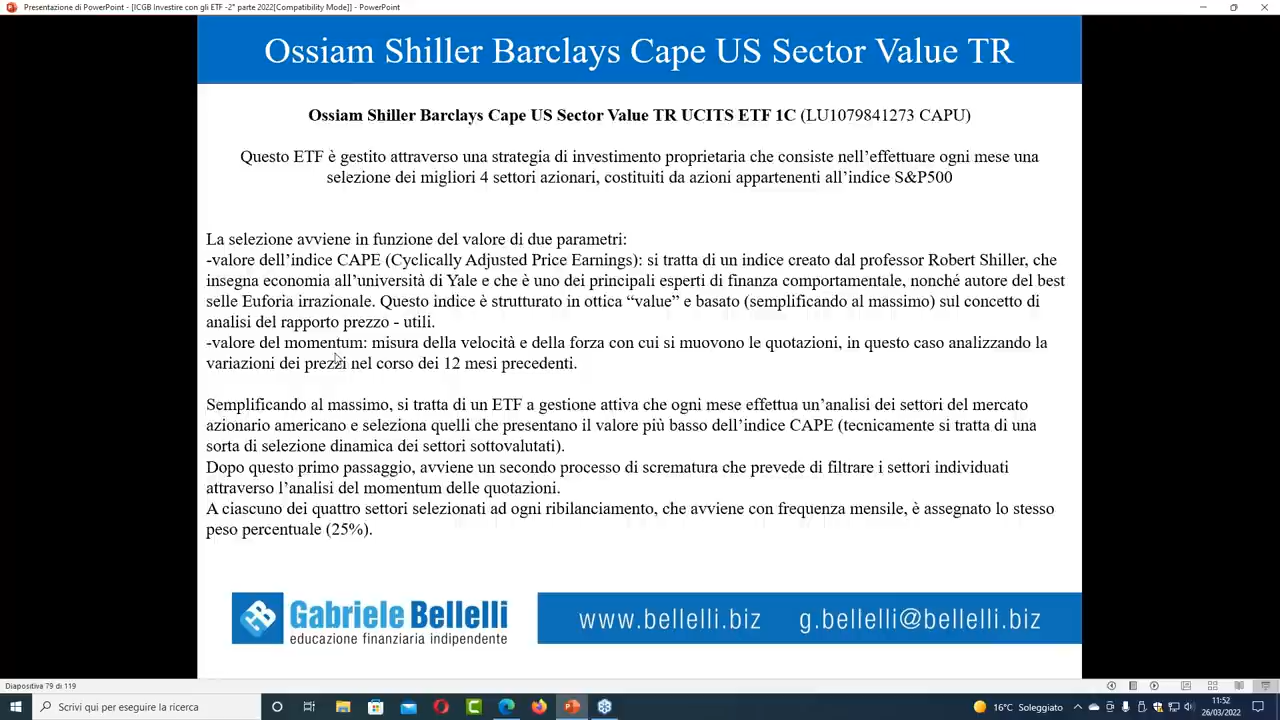 Presentazione di PowerPoint - [ICGB Investire con gli ETF -2° parte 2022[Compatibility Mode]] - PowerPoint
Ossiam Shiller Barclays Cape US Sector Value TR
Ossiam Shiller Barclays Cape US Sector Value TR UCITS ETF 1C (LU1079841273 CAPU)
Questo ETF è gestito attraverso una strategia di investimento proprietaria che consiste nell’effettuare ogni mese una
selezione dei migliori 4 settori azionari, costituiti da azioni appartenenti all’indice S&P500
La selezione avviene in funzione del valore di due parametri:
-valore dell’indice CAPE (Cyclically Adjusted Price Earnings): si tratta di un indice creato dal professor Robert Shiller, che
insegna economia all’università di Yale e che è uno dei principali esperti di finanza comportamentale, nonché autore del best
selle Euforia irrazionale. Questo indice è strutturato in ottica “value” e basato (semplificando al massimo) sul concetto di
analisi del rapporto prezzo - utili.
-valore del momentum: misura della velocità e della forza con cui si muovono le quotazioni, in questo caso analizzando la
variazioni dei prezzi nel corso dei 12 mesi precedenti.
Semplificando al massimo, si tratta di un ETF a gestione attiva che ogni mese effettua un’analisi dei settori del mercato
azionario americano e seleziona quelli che presentano il valore più basso dell’indice CAPE (tecnicamente si tratta di una
sorta di selezione dinamica dei settori sottovalutati).
Dopo questo primo passaggio, avviene un secondo processo di scrematura che prevede di filtrare i settori individuati
attraverso l’analisi del momentum delle quotazioni.
A ciascuno dei quattro settori selezionati ad ogni ribilanciamento, che avviene con frequenza mensile, è assegnato lo stesso
peso percentuale (25%).
Gabriele Bellelli
educazione finanziaria indipendente
www.bellelli.biz g.bellelli@bellelli.biz
Diapositiva 79 di 119
Scrivi qui per eseguire la ricerca
16°C Soleggiato
11:52
26/03/2022